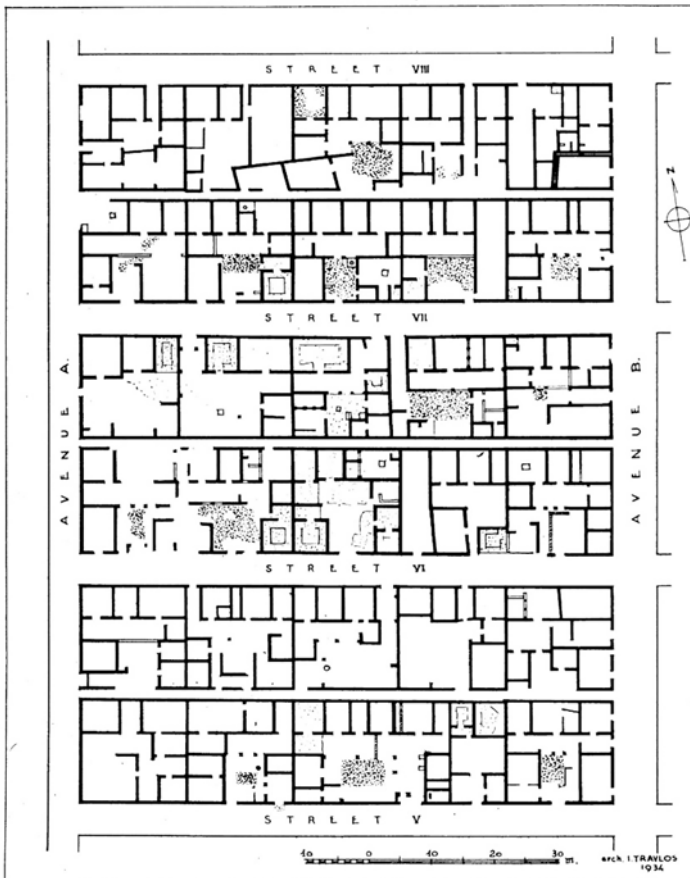 STREET VIII
N
STREET VII
AVENUE A.
AVENUE B.
STREET VI
STREET V
10 0 10 20 30 m.
arch. I. TRAVLOS
1934